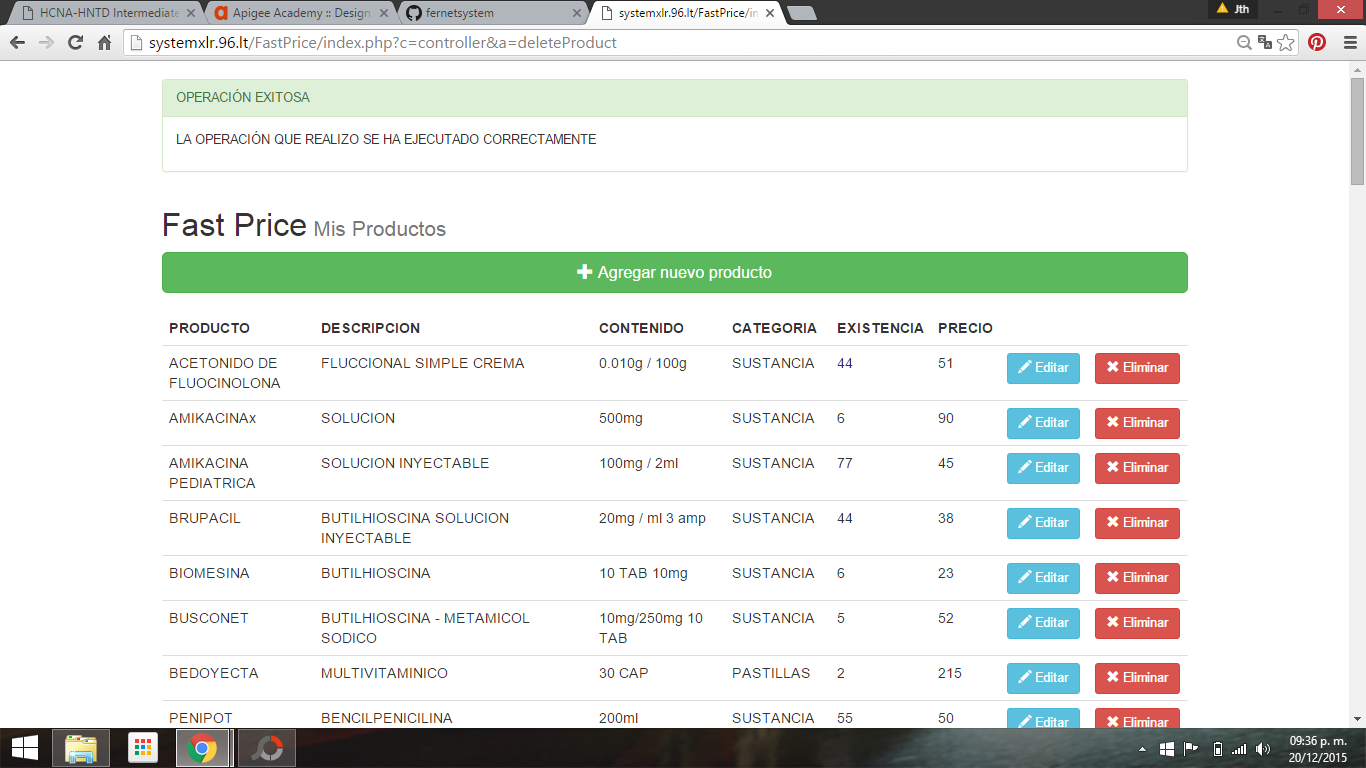 HCNA-HNTD Intermediate
Apigee Academy :: Design
fernetsystem
systemxlr.96.lt/FastPrice/in
Jth
systemxlr.96.lt/FastPrice/index.php?c=controller&a=deleteProduct
OPERACIÓN EXITOSA
LA OPERACIÓN QUE REALIZO SE HA EJECUTADO CORRECTAMENTE
Fast Price Mis Productos
Agregar nuevo producto
PRODUCTO DESCRIPCION CONTENIDO CATEGORIA EXISTENCIA PRECIO
ACETONIDO DE FLUCCIONAL SIMPLE CREMA 0.010g / 100g SUSTANCIA 44 51 Editar Eliminar
FLUOCINOLONA
AMIKACINAx SOLUCION 500mg SUSTANCIA 6 90 Editar Eliminar
AMIKACINA SOLUCION INYECTABLE 100mg / 2ml SUSTANCIA 77 45 Editar Eliminar
PEDIATRICA
BRUPACIL BUTILHIOSCINA SOLUCION 20mg / ml 3 amp SUSTANCIA 44 38 Editar Eliminar
INYECTABLE
BIOMESINA BUTILHIOSCINA 10 TAB 10mg SUSTANCIA 6 23 Editar Eliminar
BUSCONET BUTILHIOSCINA - METAMICOL 10mg/250mg 10 SUSTANCIA 5 52 Editar Eliminar
SODICO TAB
BEDOYECTA MULTIVITAMINICO 30 CAP PASTILLAS 2 215 Editar Eliminar
PENIPOT BENCILPENICILINA 200ml SUSTANCIA 55 50 Editar Eliminar
09:36 p. m.
20/12/2015